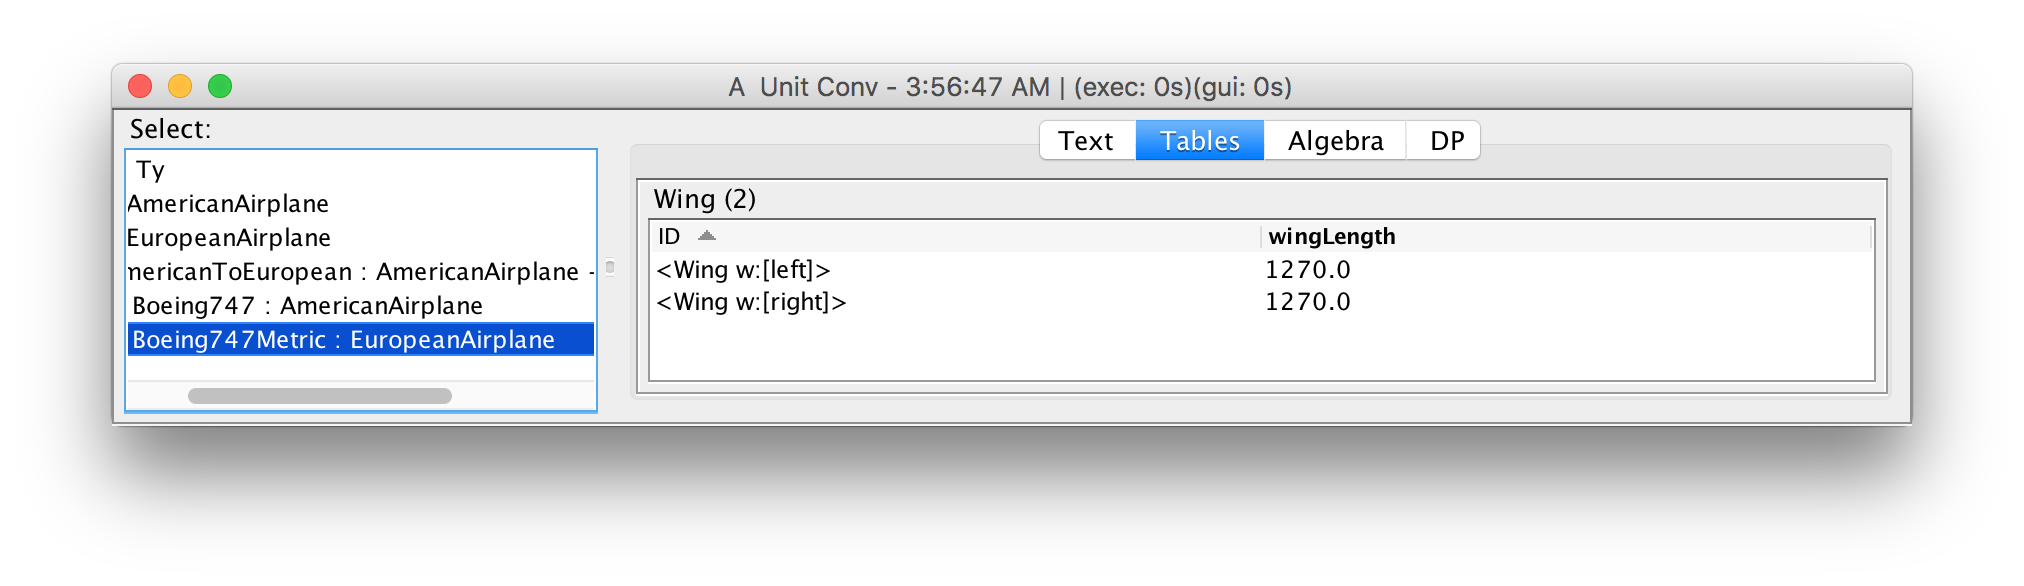 A Unit Conv - 3:56:47 AM | (exec: 0s)(gui: 0s)
Select:
Ty
AmericanAirplane
EuropeanAirplane
mericanToEuropean : AmericanAirplane -
Boeing747 : AmericanAirplane
Boeing747Metric : EuropeanAirplane
Text Tables Algebra DP
Wing (2)
ID wingLength
<Wing w:[left]> 1270.0
<Wing w:[right]> 1270.0